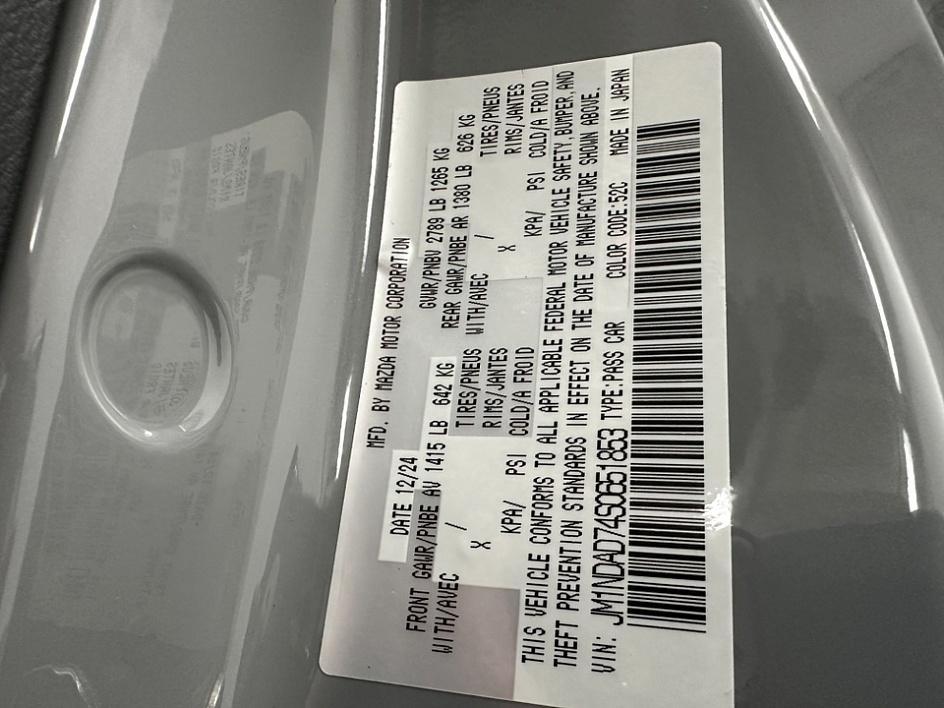 MFD. BY MAZDA MOTOR CORPORATION
DATE 12/24 GVWR/PNBV 2789 LB 1265 KG
FRONT GAWR/PNBE AV 1415 LB 642 KG REAR GAWR/PNBE AR 1380 LB 626 KG
WITH/AVEC TIRES/PNEUS WITH/AVEC TIRES/PNEUS
/ RIMS/JANTES / RIMS/JANTES
X COLD/A FROID X COLD/A FROID
KPA/ PSI KPA/ PSI
THIS VEHICLE CONFORMS TO ALL APPLICABLE FEDERAL MOTOR VEHICLE SAFETY, BUMPER, AND
THEFT PREVENTION STANDARDS IN EFFECT ON THE DATE OF MANUFACTURE SHOWN ABOVE.
VIN: JM1NDAD74S0651853 TYPE:PASS CAR COLOR CODE:52C MADE IN JAPAN